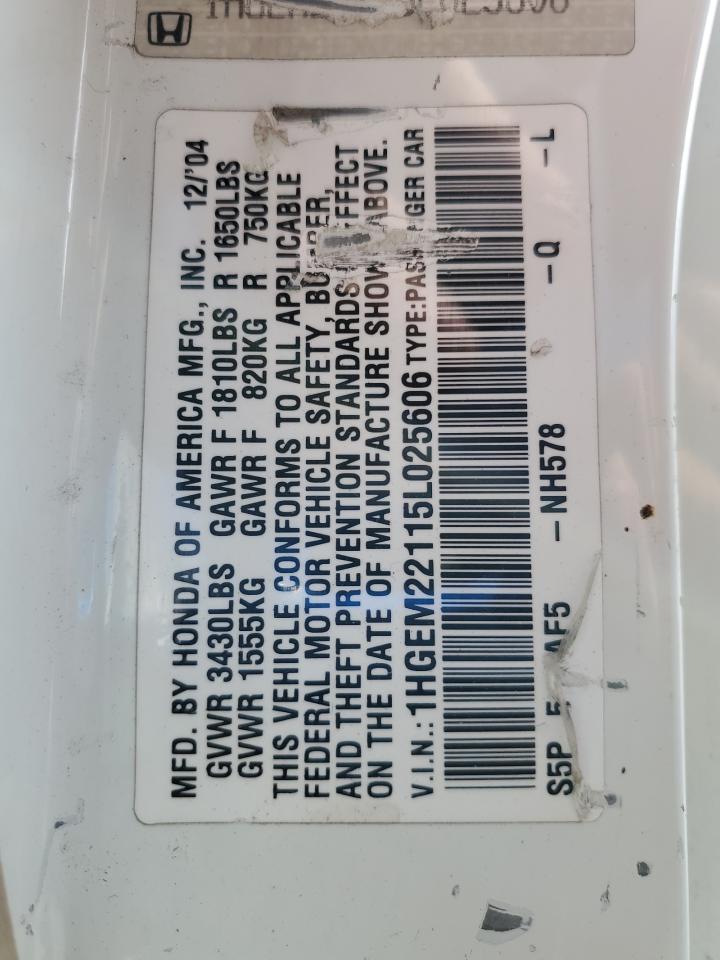 MFD. BY HONDA OF AMERICA MFG., INC. 12/'04
GVWR 3430LBS GAWR F 1810LBS R 1650LBS
GVWR 1555KG GAWR F 820KG R 750KG
THIS VEHICLE CONFORMS TO ALL APPLICABLE
FEDERAL MOTOR VEHICLE SAFETY,
AND THEFT PREVENTION STANDARDS
ON THE DATE OF MANUFACTURE SHOWN ABOVE.
V.I.N.: 1HGEM22115L025606 TYPE:PASSENGER CAR
S5P -NH578 -Q -L